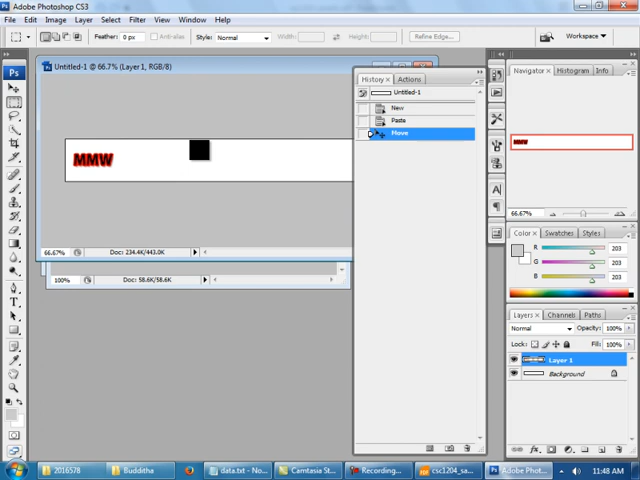 Adobe Photoshop CS3
File Edit Image Layer Select Filter View Window Help
Feather: 0 px Anti-alias Style: Normal Width: Height: Refine Edge... Workspace
Untitled-1 @ 66.7% (Layer 1, RGB/8)
MMW
66.67% Doc: 234.4K/443.0K
100% Doc: 58.6K/58.6K
History Actions
Untitled-1
New
Paste
Move
Navigator Histogram Info
MMW
66.67%
Color Swatches Styles
R 203
G 203
B 203
Layers Channels Paths
Normal Opacity: 100%
Lock: Fill: 100%
Layer 1
Background
2016578 Budditha data.txt - No... Camtasia St... Recording... csc1204_sa... Adobe Phot... 11:48 AM